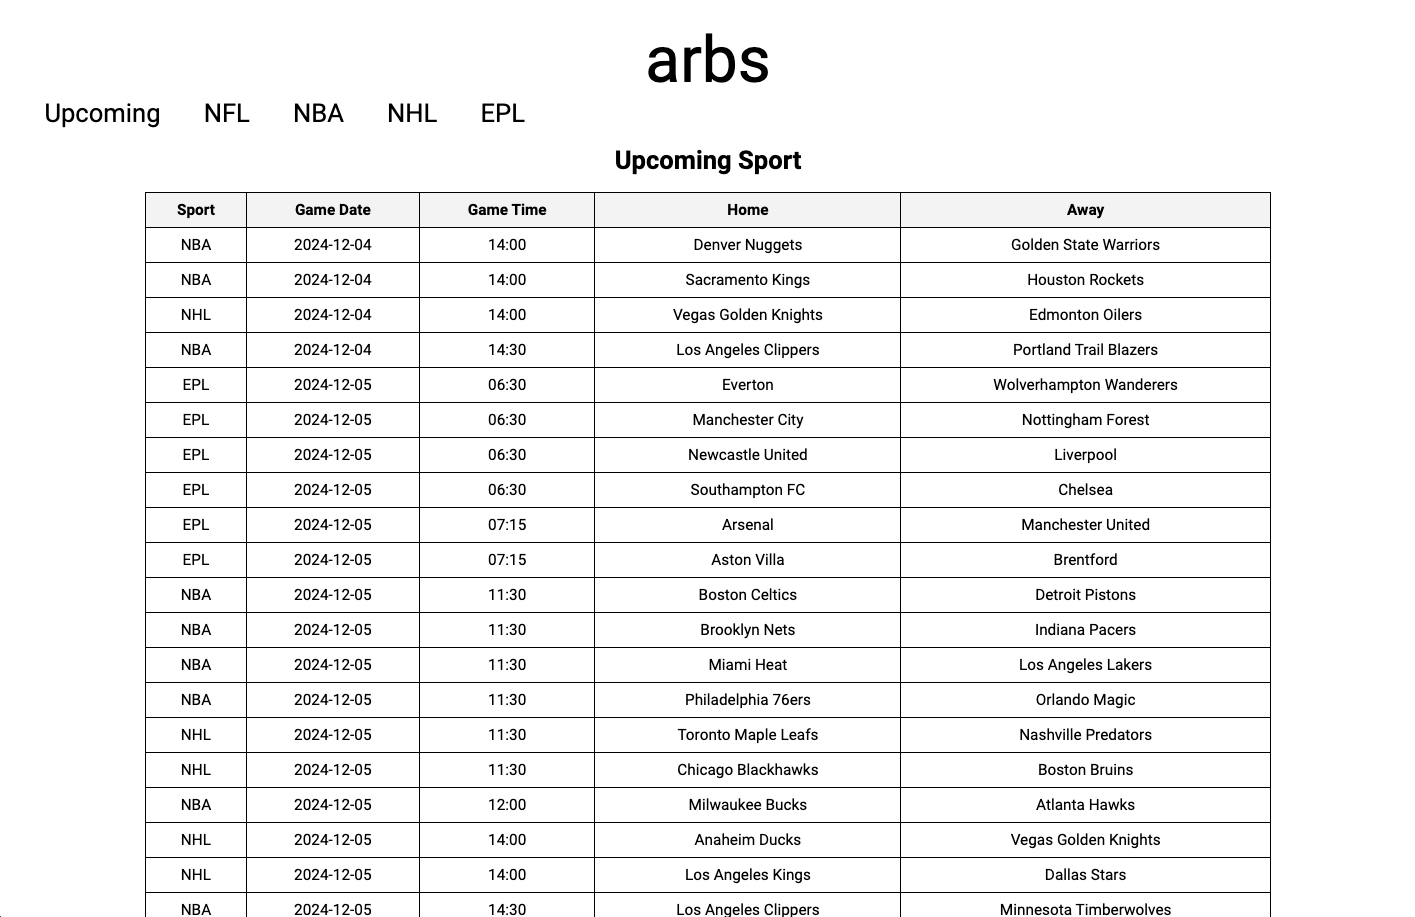 arbs
Upcoming NFL NBA NHL EPL
Upcoming Sport
Sport Game Date Game Time Home Away
NBA 2024-12-04 14:00 Denver Nuggets Golden State Warriors
NBA 2024-12-04 14:00 Sacramento Kings Houston Rockets
NHL 2024-12-04 14:00 Vegas Golden Knights Edmonton Oilers
NBA 2024-12-04 14:30 Los Angeles Clippers Portland Trail Blazers
EPL 2024-12-05 06:30 Everton Wolverhampton Wanderers
EPL 2024-12-05 06:30 Manchester City Nottingham Forest
EPL 2024-12-05 06:30 Newcastle United Liverpool
EPL 2024-12-05 06:30 Southampton FC Chelsea
EPL 2024-12-05 07:15 Arsenal Manchester United
EPL 2024-12-05 07:15 Aston Villa Brentford
NBA 2024-12-05 11:30 Boston Celtics Detroit Pistons
NBA 2024-12-05 11:30 Brooklyn Nets Indiana Pacers
NBA 2024-12-05 11:30 Miami Heat Los Angeles Lakers
NBA 2024-12-05 11:30 Philadelphia 76ers Orlando Magic
NHL 2024-12-05 11:30 Toronto Maple Leafs Nashville Predators
NHL 2024-12-05 11:30 Chicago Blackhawks Boston Bruins
NBA 2024-12-05 12:00 Milwaukee Bucks Atlanta Hawks
NHL 2024-12-05 14:00 Anaheim Ducks Vegas Golden Knights
NHL 2024-12-05 14:00 Los Angeles Kings Dallas Stars
NBA 2024-12-05 14:30 Los Angeles Clippers Minnesota Timberwolves